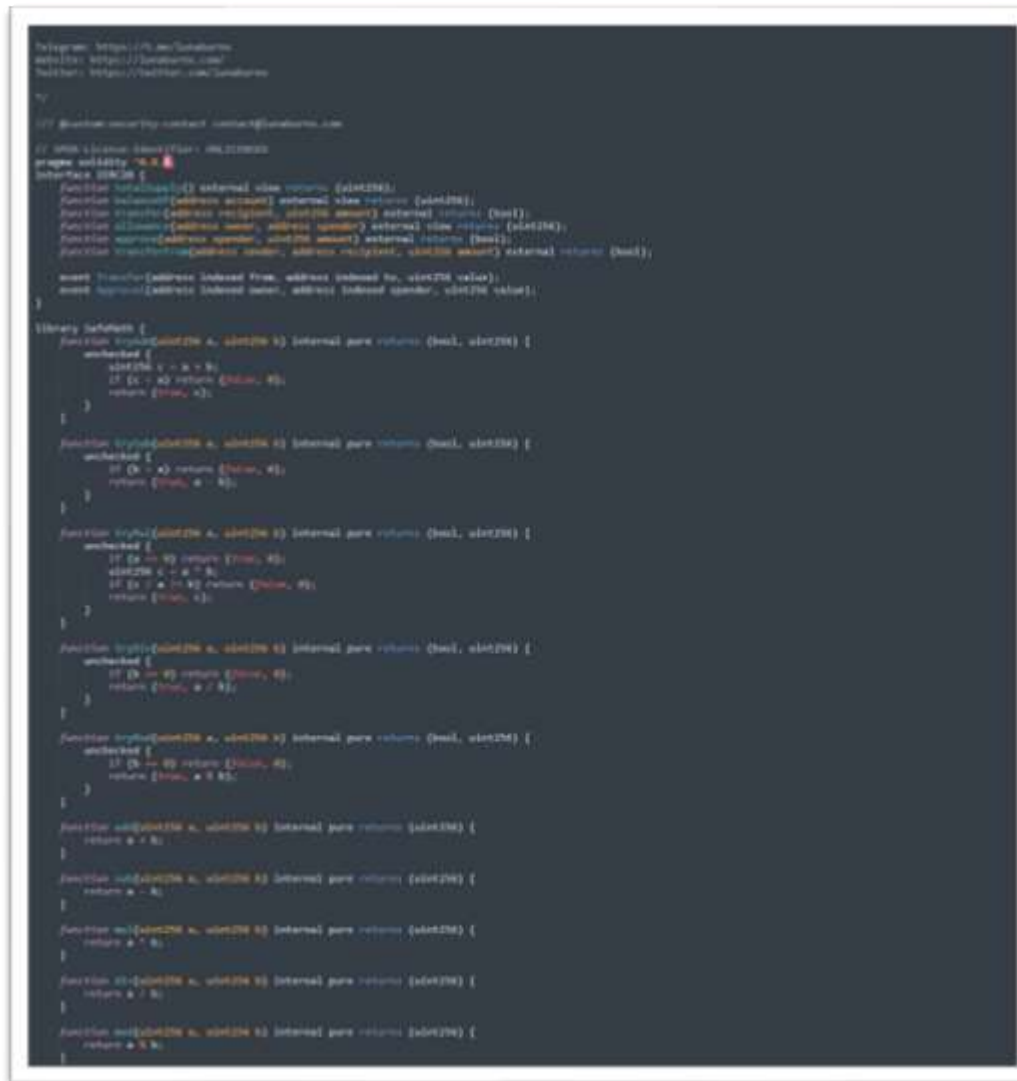 Telegram: https://t.me/lunaburns
Website: https://lunaburns.com/
Twitter: https://twitter.com/lunaburns
*/
/// @custom:security-contact contact@lunaburns.com
// SPDX-License-Identifier: UNLICENSED
pragma solidity ^0.8.
interface IERC20 {
function totalSupply() external view returns (uint256);
function balanceOf(address account) external view returns (uint256);
function transfer(address recipient, uint256 amount) external returns (bool);
function allowance(address owner, address spender) external view returns (uint256);
function approve(address spender, uint256 amount) external returns (bool);
function transferFrom(address sender, address recipient, uint256 amount) external returns (bool);
event Transfer(address indexed from, address indexed to, uint256 value);
event Approval(address indexed owner, address indexed spender, uint256 value);
}
library SafeMath {
function tryAdd(uint256 a, uint256 b) internal pure returns (bool, uint256) {
unchecked {
uint256 c = a + b;
if (c < a) return (false, 0);
return (true, c);
}
}
function trySub(uint256 a, uint256 b) internal pure returns (bool, uint256) {
unchecked {
if (b > a) return (false, 0);
return (true, a - b);
}
}
function tryMul(uint256 a, uint256 b) internal pure returns (bool, uint256) {
unchecked {
if (a == 0) return (true, 0);
uint256 c = a * b;
if (c / a != b) return (false, 0);
return (true, c);
}
}
function tryDiv(uint256 a, uint256 b) internal pure returns (bool, uint256) {
unchecked {
if (b == 0) return (false, 0);
return (true, a / b);
}
}
function tryMod(uint256 a, uint256 b) internal pure returns (bool, uint256) {
unchecked {
if (b == 0) return (false, 0);
return (true, a % b);
}
}
function add(uint256 a, uint256 b) internal pure returns (uint256) {
return a + b;
}
function sub(uint256 a, uint256 b) internal pure returns (uint256) {
return a - b;
}
function mul(uint256 a, uint256 b) internal pure returns (uint256) {
return a * b;
}
function div(uint256 a, uint256 b) internal pure returns (uint256) {
return a / b;
}
function mod(uint256 a, uint256 b) internal pure returns (uint256) {
return a % b;
}